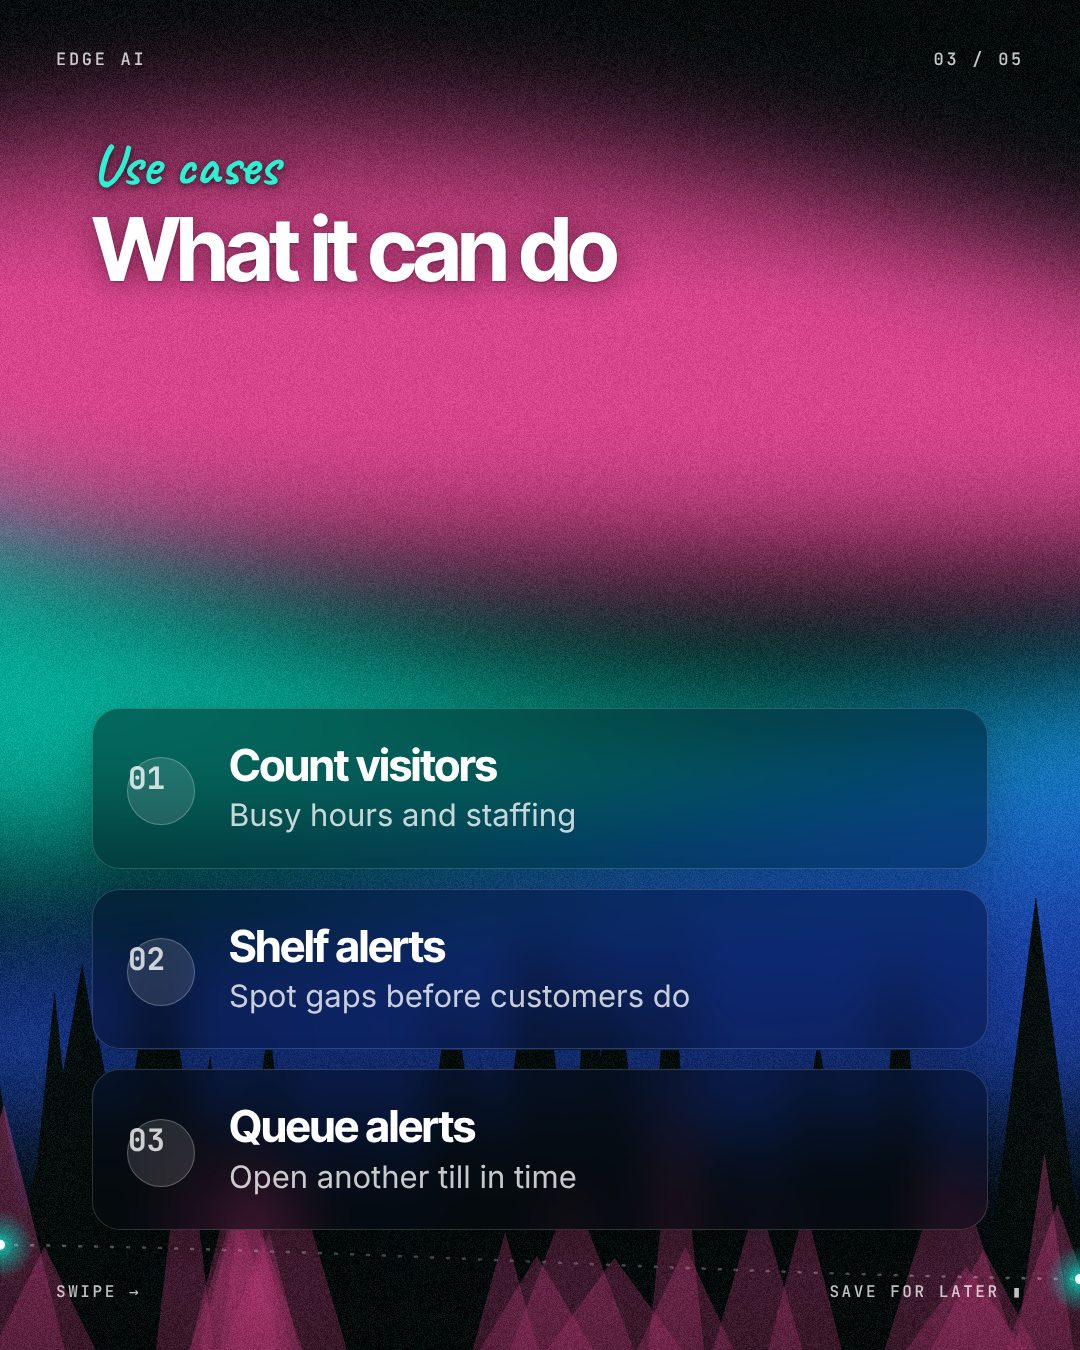 EDGE AI
03 / 05
Use cases
What it can do
01
Count visitors
Busy hours and staffing
02
Shelf alerts
Spot gaps before customers do
03
Queue alerts
Open another till in time
SWIPE →
SAVE FOR LATER ▮